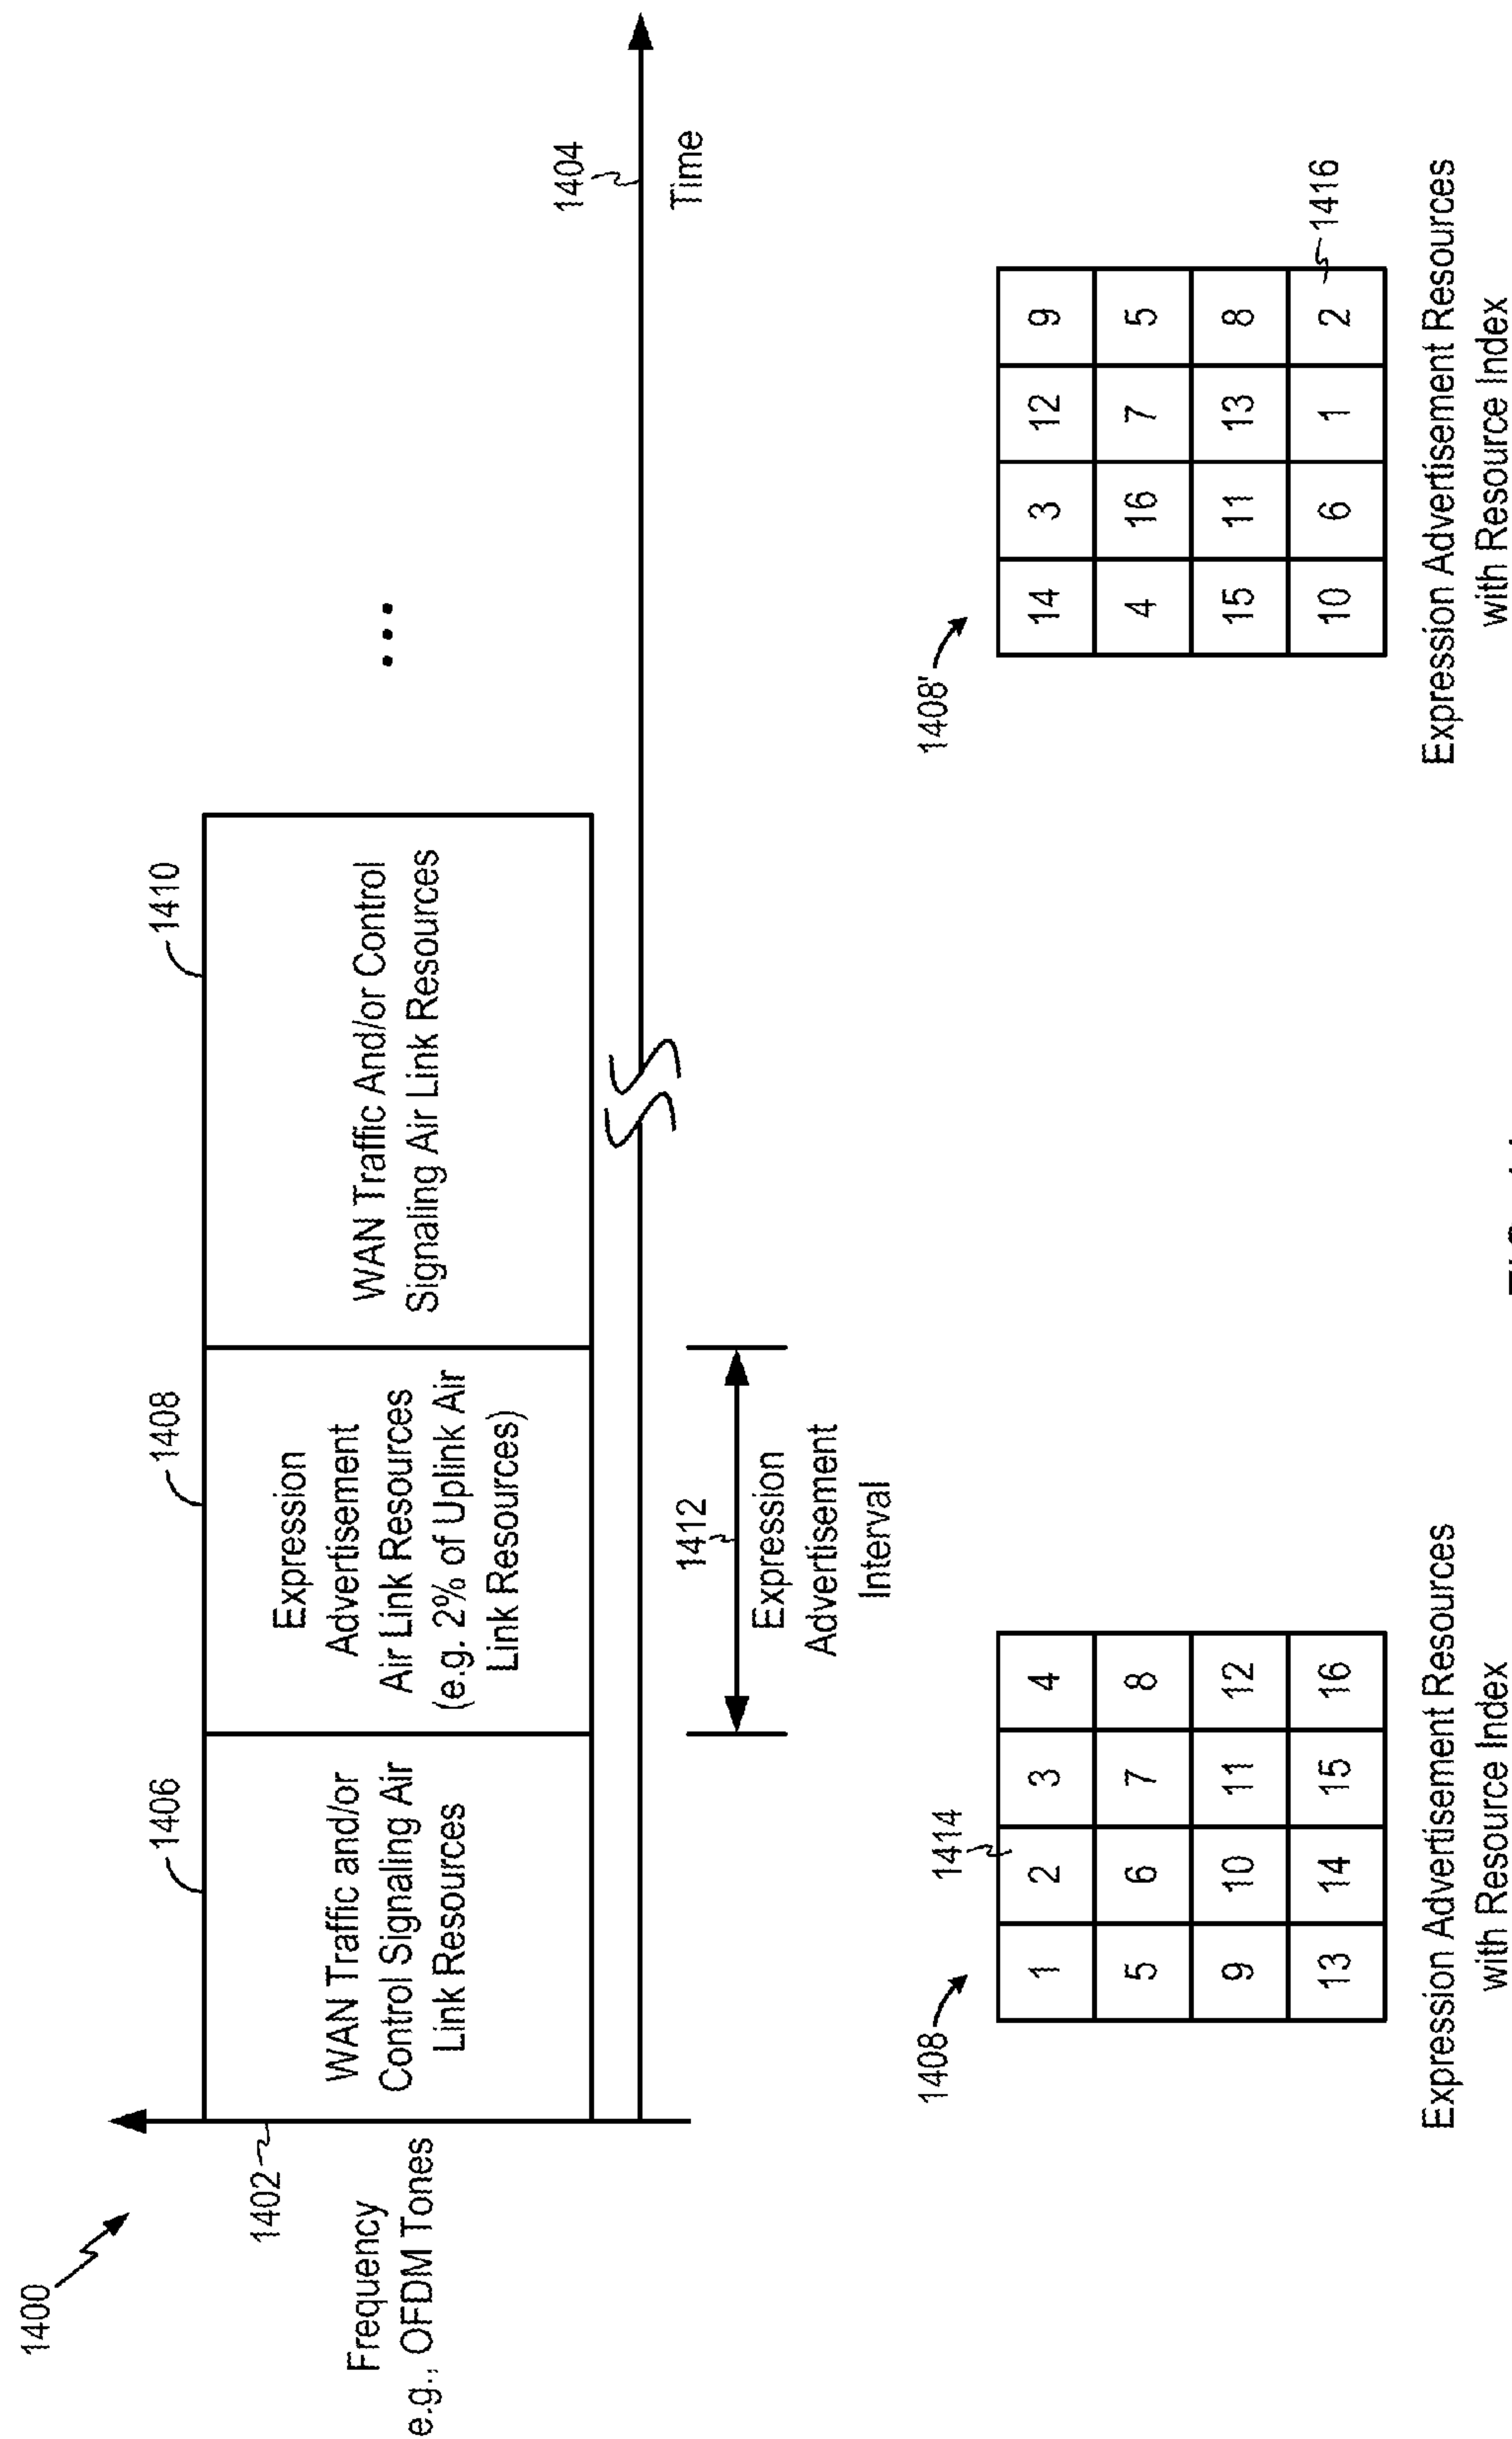 1400
1402
Frequency
e.g., OFDM Tones
1406
WAN Traffic and/or
Control Signaling Air
Link Resources
1408
Expression
Advertisement
Air Link Resources
(e.g. 2% of Uplink Air
Link Resources)
1410
WAN Traffic And/or Control
Signaling Air Link Resources
...
1404
Time
1412
Expression
Advertisement
Interval
1408
1414
1 2 3 4
5 6 7 8
9 10 11 12
13 14 15 16
Expression Advertisement Resources
with Resource Index
1408'
14 3 12 9
4 16 7 5
15 11 13 8
10 6 1 2
1416
Expression Advertisement Resources
with Resource Index